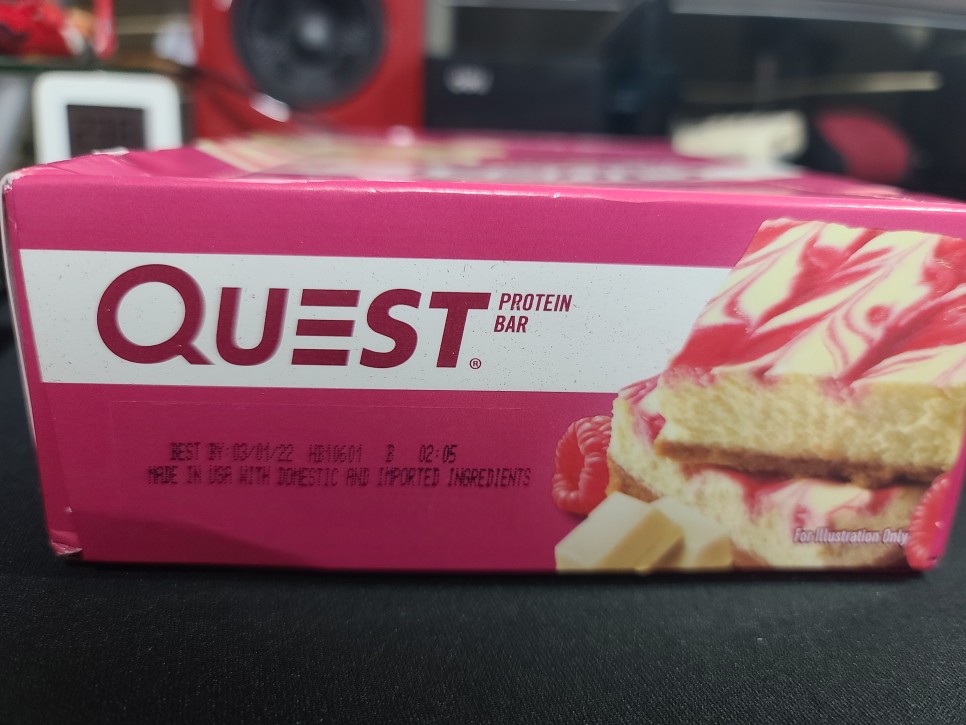 QUEST®
PROTEIN
BAR
BEST BY:03/01/22 HB10601 B 02:05
MADE IN USA WITH DOMESTIC AND IMPORTED INGREDIENTS
For Illustration Only